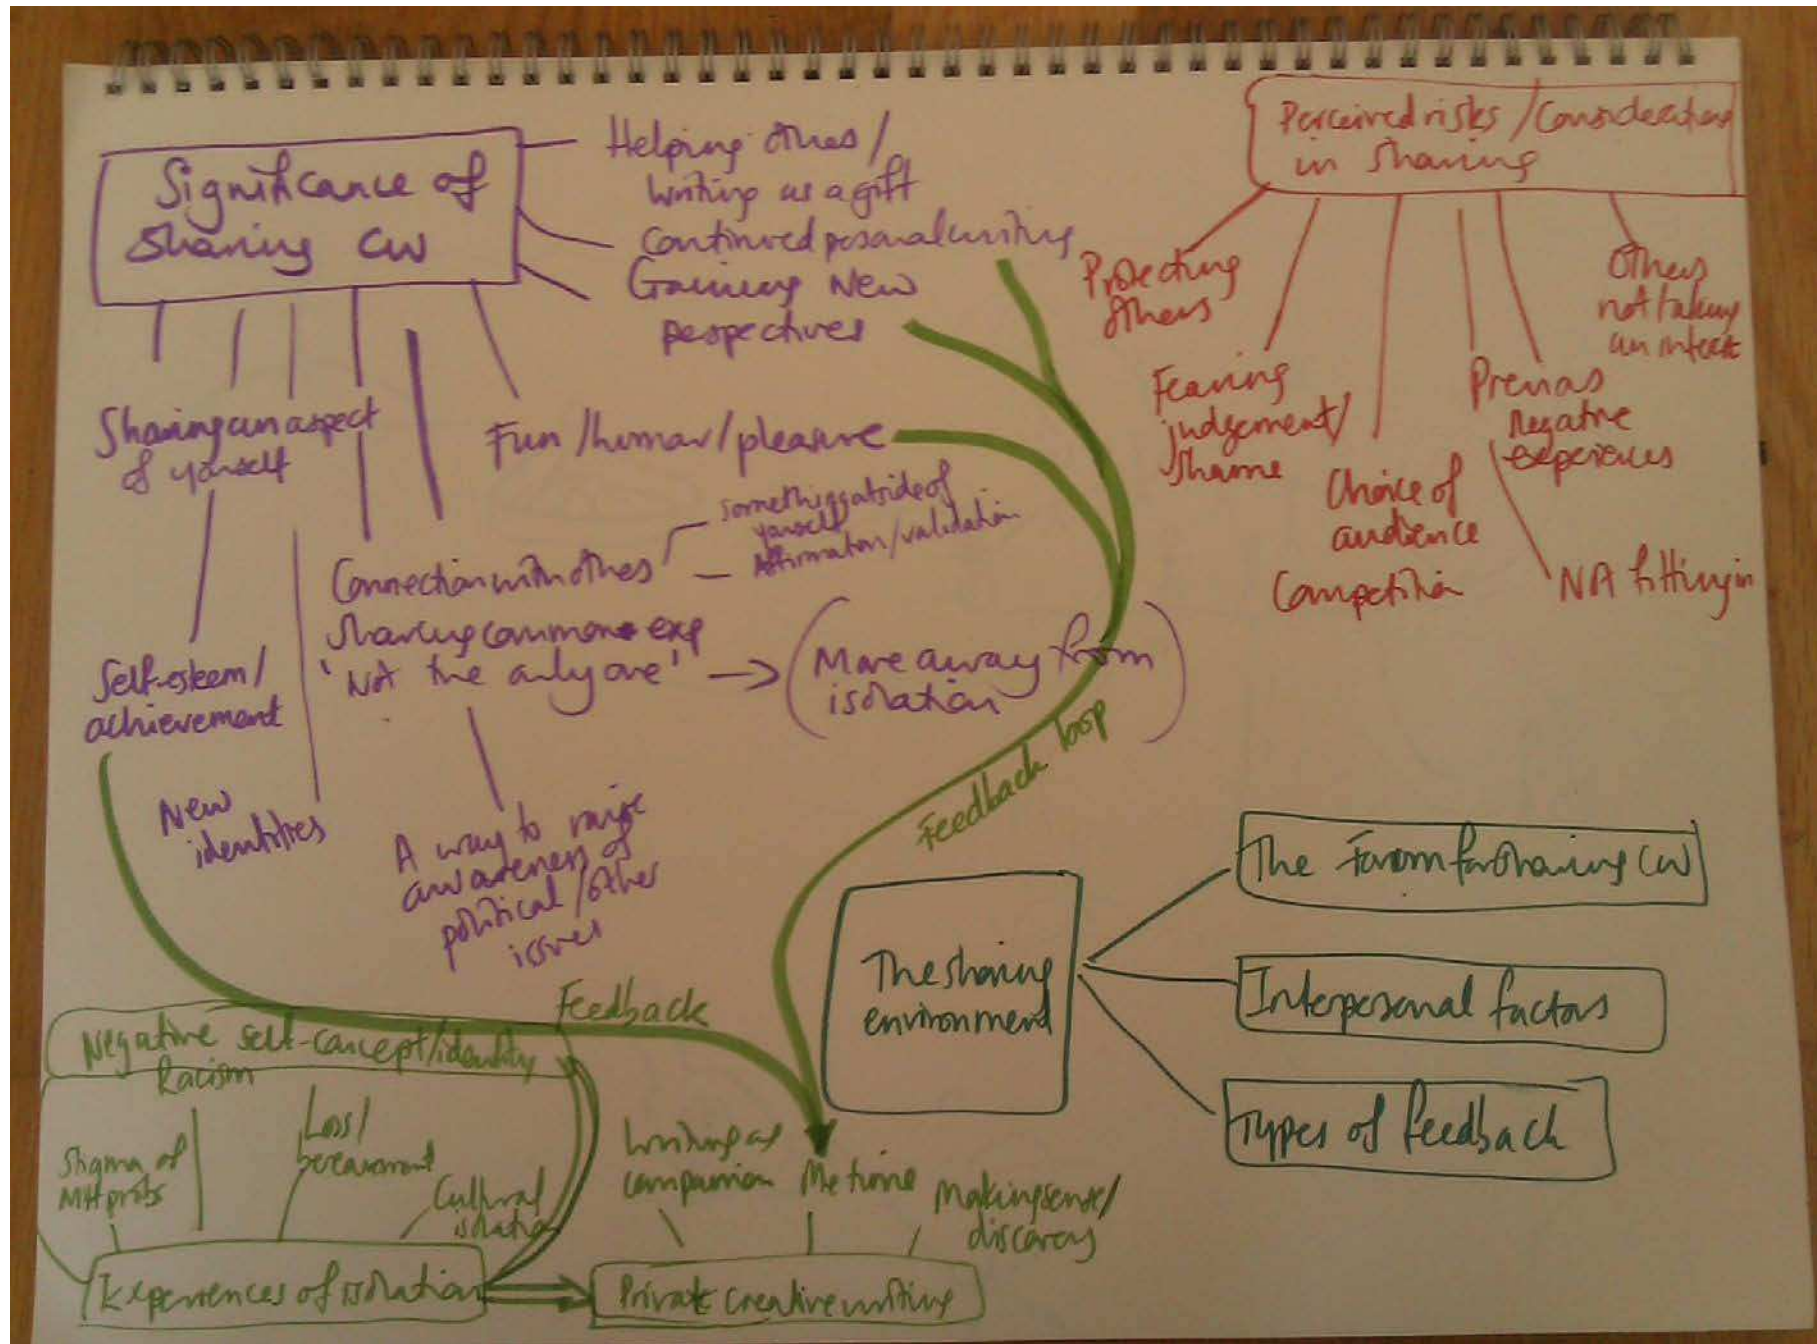 Significance of
Sharing CW
Helping others /
writing as a gift
Continued personal writing
Gaining New
perspectives
Sharing an aspect
of yourself
Fun / humour / pleasure
something outside of
yourself
Affirmation / validation
Connection with others
Sharing common exp
'Not the only one'
(Move away from
isolation)
Self-esteem /
achievement
New
identities
A way to raise
awareness of
political / other
issues
Perceived risks / Considerations
in sharing
Protecting
others
Fearing
judgement /
shame
Choice of
audience
Competition
Previous
negative
experiences
Not fitting in
Others
not taking
an interest
Feedback loop
Feedback
The sharing
environment
The Forum for sharing CW
Interpersonal factors
Types of feedback
Negative self-concept/identity
Racism
Stigma of
MH probs
Loss/
bereavement
Cultural
isolation
Experiences of isolation
Writing as
companion
Me time
Making sense/
discovery
Private creative writing